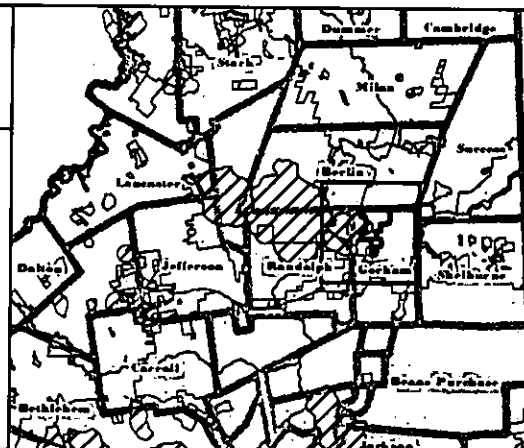 Dummer
Cambridge
Stark
Milan
Success
Berlin
Lancaster
Dalton
Jefferson
Randolph
Gorham
Shelburne
Carroll
Beans Purchase
Bethlehem